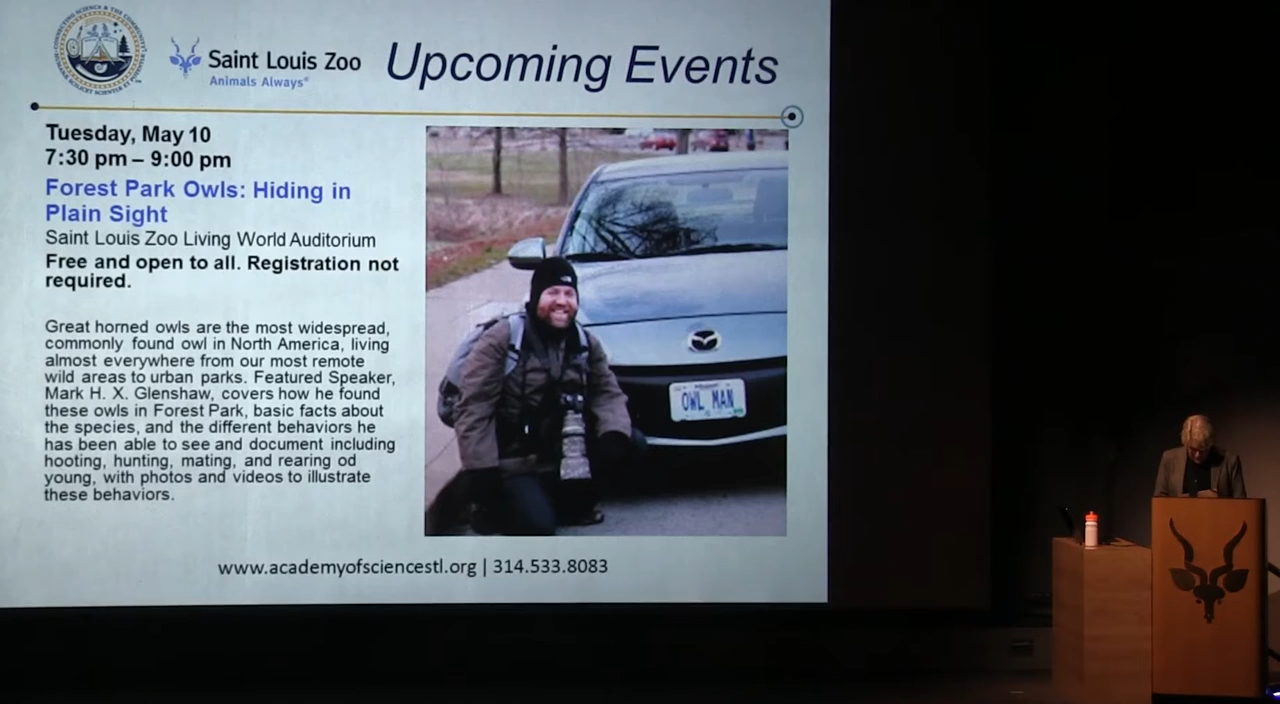 Saint Louis Zoo
Animals Always®
Upcoming Events
Tuesday, May 10
7:30 pm – 9:00 pm
Forest Park Owls: Hiding in
Plain Sight
Saint Louis Zoo Living World Auditorium
Free and open to all. Registration not
required.
Great horned owls are the most widespread,
commonly found owl in North America, living
almost everywhere from our most remote
wild areas to urban parks. Featured Speaker,
Mark H. X. Glenshaw, covers how he found
these owls in Forest Park, basic facts about
the species, and the different behaviors he
has been able to see and document including
hooting, hunting, mating, and rearing od
young, with photos and videos to illustrate
these behaviors.
OWL MAN
www.academyofsciencestl.org | 314.533.8083